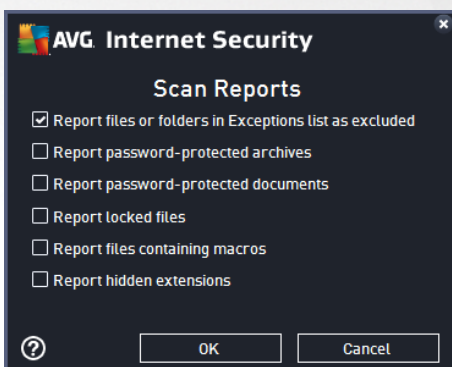 AVG. Internet Security
Scan Reports
Report files or folders in Exceptions list as excluded
Report password-protected archives
Report password-protected documents
Report locked files
Report files containing macros
Report hidden extensions
? OK Cancel